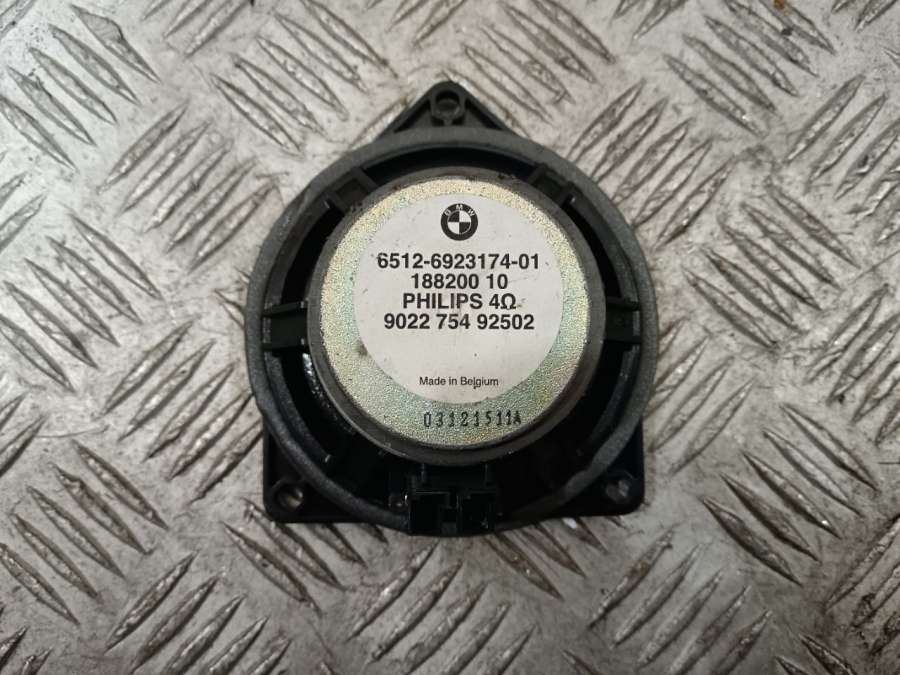 BMW
6512-6923174-01
188200 10
PHILIPS 4Ω
9022 754 92502
Made in Belgium
03121511A